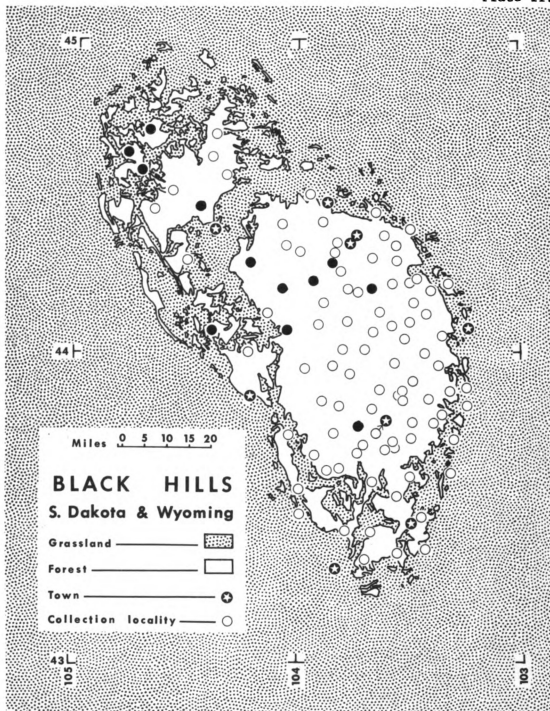 45
Miles 0 5 10 15 20
BLACK HILLS
S. Dakota & Wyoming
Grassland
Forest
Town
Collection locality
44
43
105
104
103